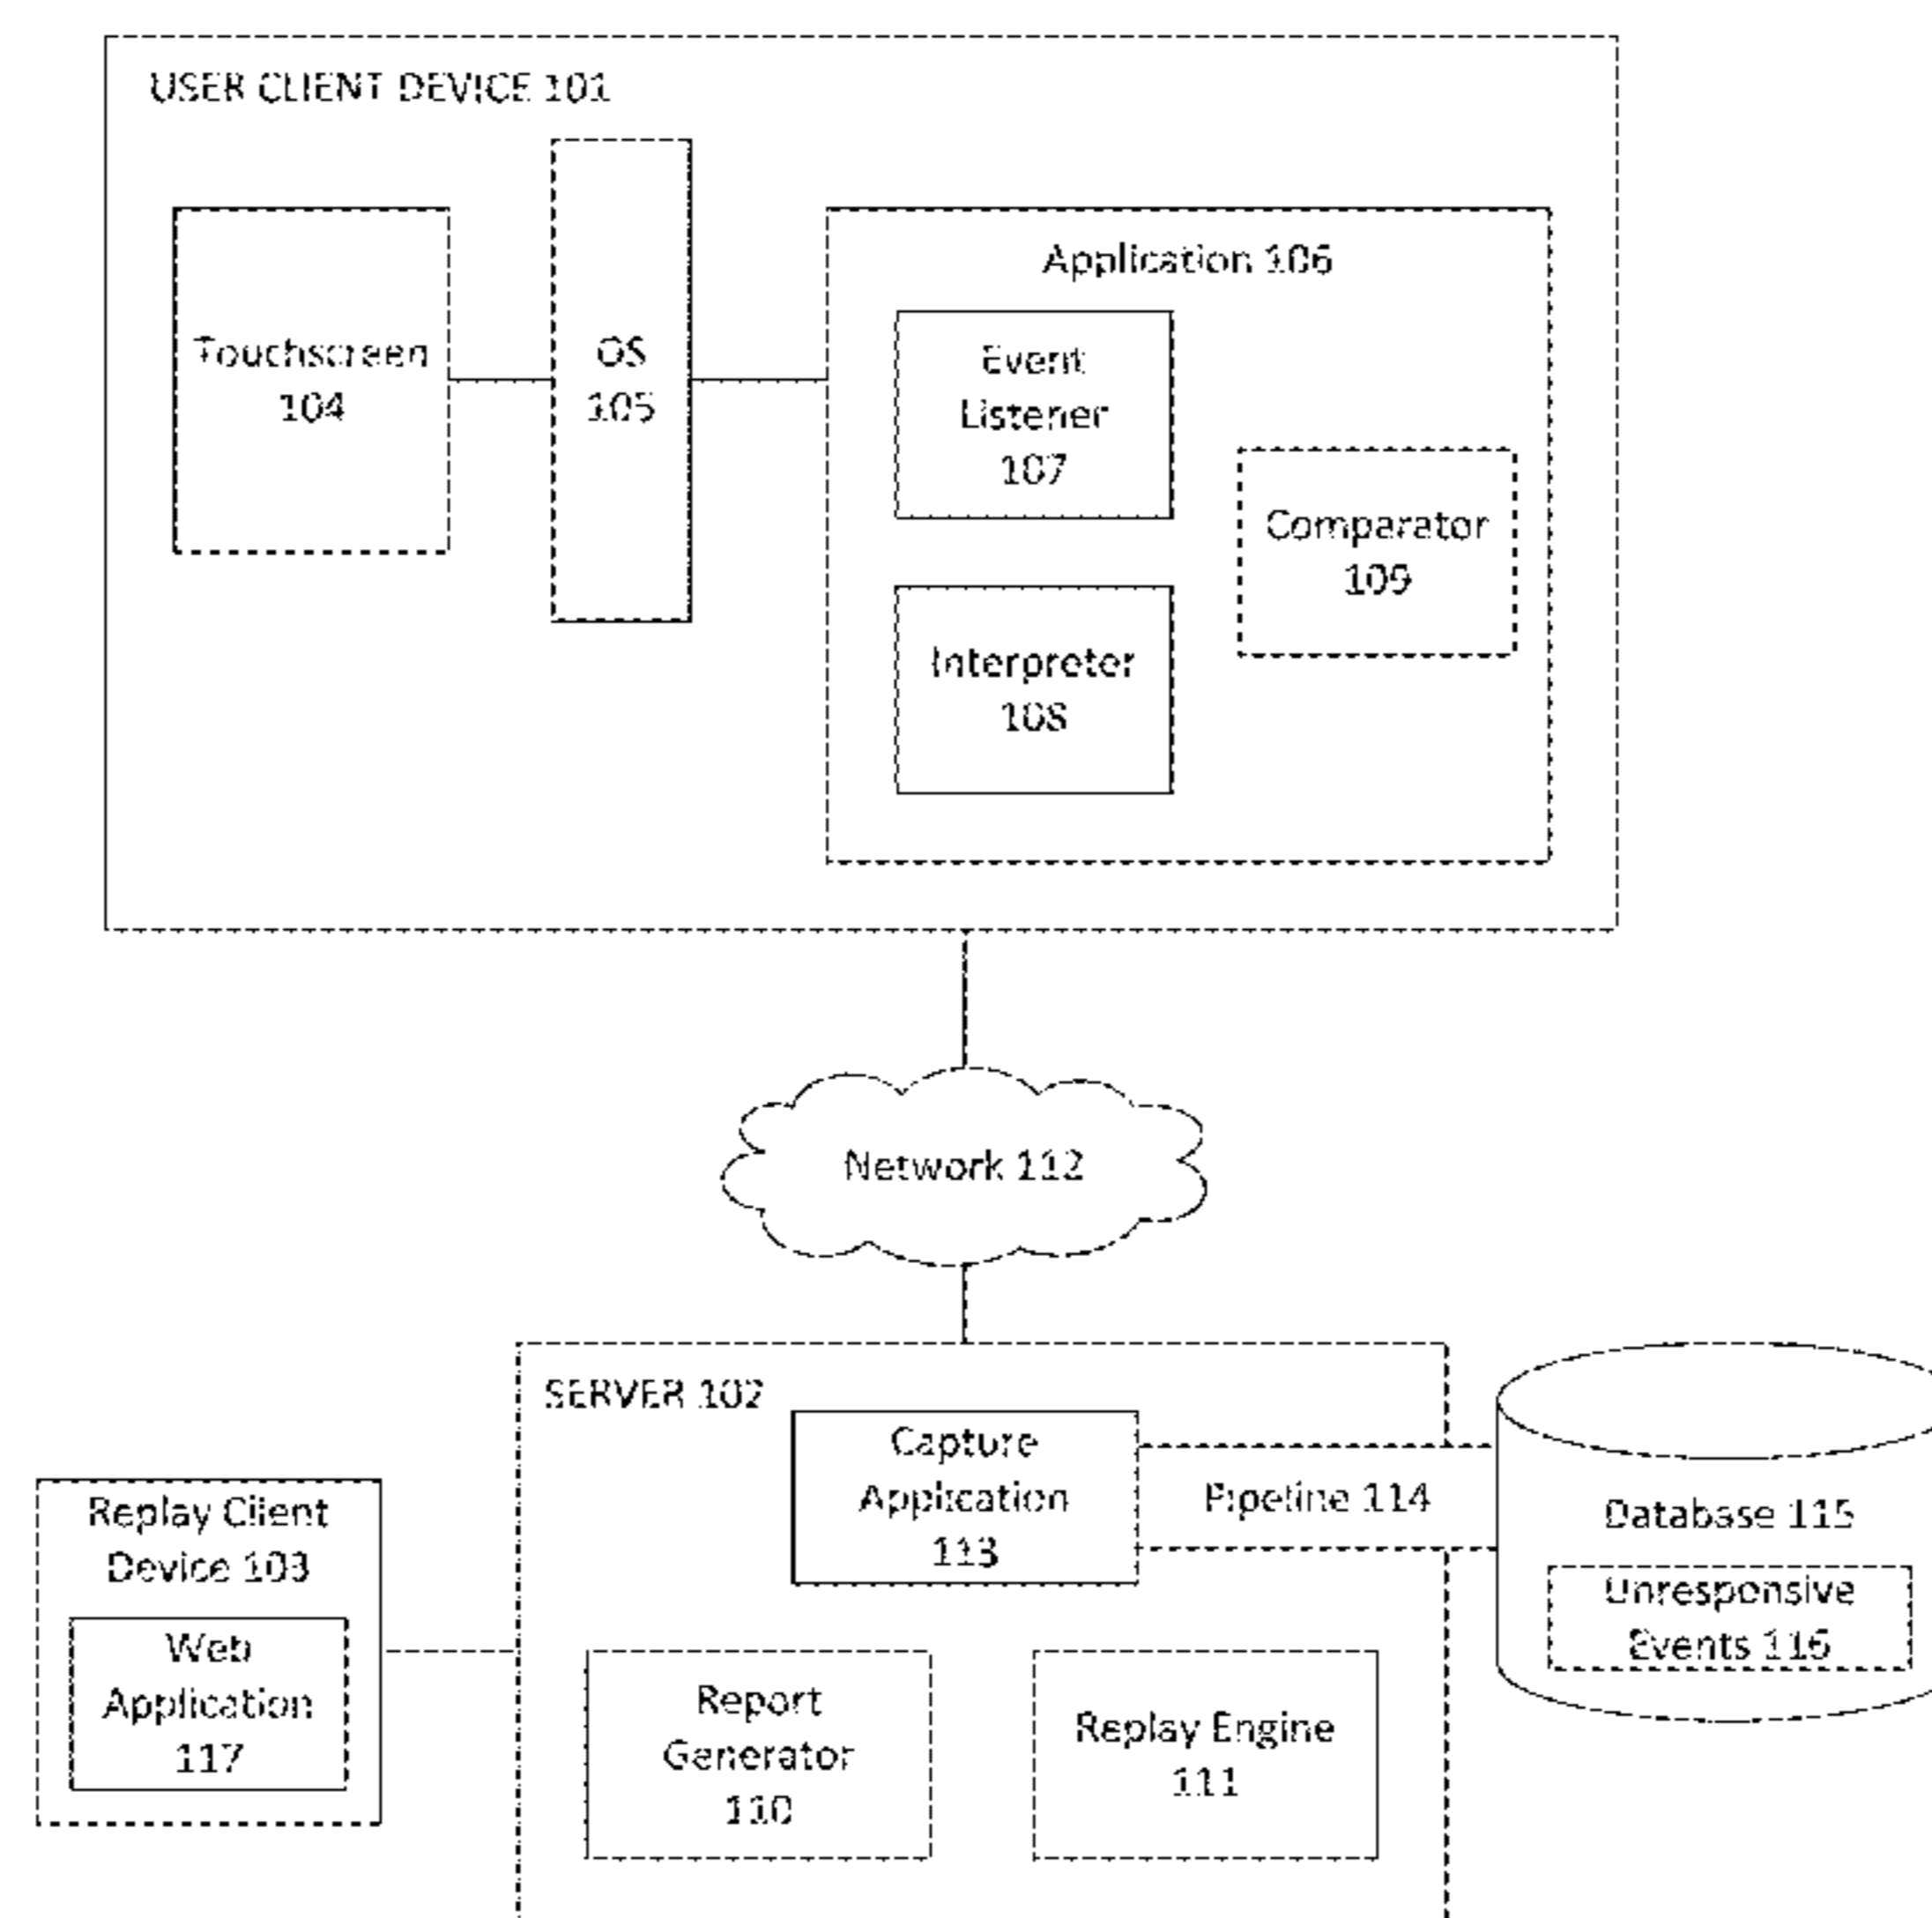 USER CLIENT DEVICE 101
Touchscreen
104
OS
105
Application 106
Event
Listener
107
Comparator
109
Interpreter
108
Network 112
SERVER 102
Capture
Application
113
Pipeline 114
Database 115
Unresponsive
Events 116
Replay Client
Device 103
Web
Application
117
Report
Generator
110
Replay Engine
111